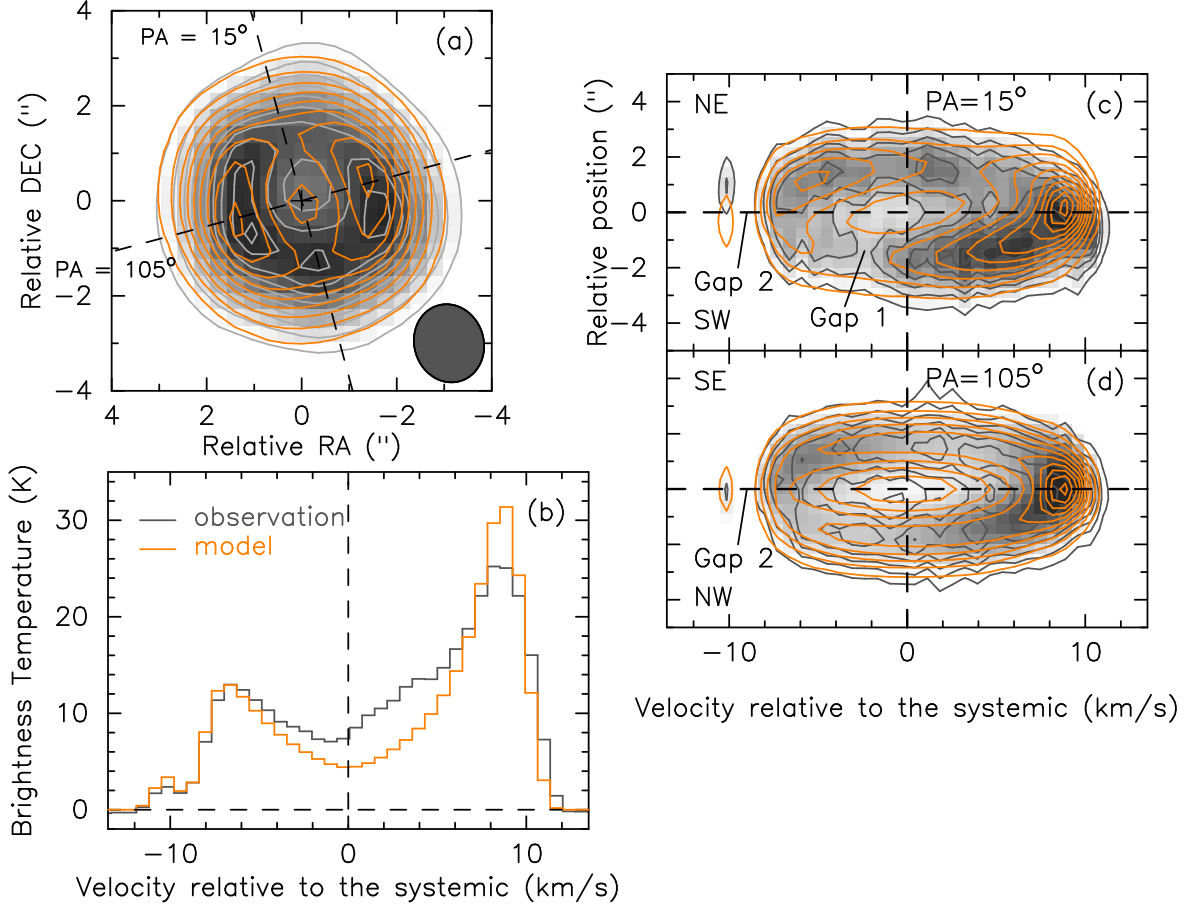 4
2
0
−2
−4
4
2
0
−2
−4
Relative DEC ('')
Relative RA ('')
PA = 15°
PA = 105°
(a)
30
20
10
0
−10
0
10
Brightness Temperature (K)
Velocity relative to the systemic (km/s)
observation
model
(b)
4
2
0
−2
−4
Relative position ('')
NE
PA=15°
(c)
Gap 2
Gap 1
SW
SE
PA=105°
(d)
Gap 2
NW
−10
0
10
Velocity relative to the systemic (km/s)